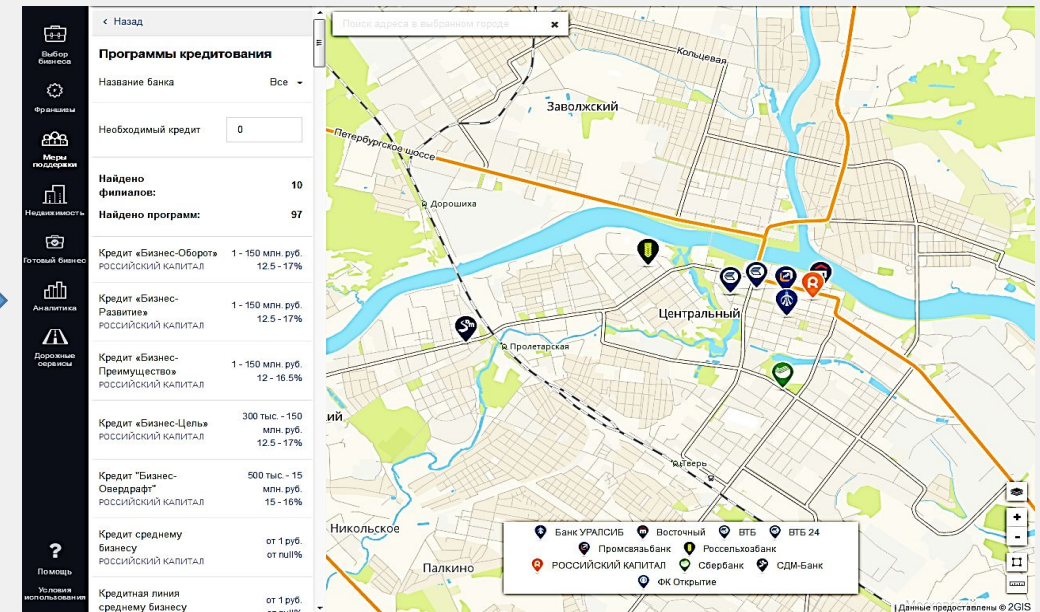 Выбор
бизнеса
Франшизы
Меры
поддержки
Недвижимость
Готовый бизнес
Аналитика
Дорожные
сервисы
?
Помощь
Условия
использования
‹ Назад
Программы кредитования
Название банка Все
Необходимый кредит 0
Найдено
филиалов: 10
Найдено программ: 97
Кредит «Бизнес-Оборот» 1 - 150 млн. руб.
РОССИЙСКИЙ КАПИТАЛ 12.5 - 17%
Кредит «Бизнес-
Развитие» 1 - 150 млн. руб.
РОССИЙСКИЙ КАПИТАЛ 12.5 - 17%
Кредит «Бизнес-
Преимущество» 1 - 150 млн. руб.
РОССИЙСКИЙ КАПИТАЛ 12 - 16.5%
300 тыс. - 150
Кредит «Бизнес-Цель» млн. руб.
РОССИЙСКИЙ КАПИТАЛ 12.5 - 17%
Кредит "Бизнес- 500 тыс. - 15
Овердрафт" млн. руб.
РОССИЙСКИЙ КАПИТАЛ 15 - 16%
Кредит среднему
бизнесу от 1 руб.
РОССИЙСКИЙ КАПИТАЛ от null%
Кредитная линия
среднему бизнесу от 1 руб.
Поиск адреса в выбранном городе
Кольцевая
Заволжский
Петербургское шоссе
Дорошиха
Центральный
Пролетарская
ий
Тверь
Никольское
Палкино
Банк УРАЛСИБ Восточный ВТБ ВТБ 24
Промсвязьбанк Россельхозбанк
РОССИЙСКИЙ КАПИТАЛ Сбербанк СДМ-Банк
ФК Открытие
+
-
Данные предоставлены © 2GIS